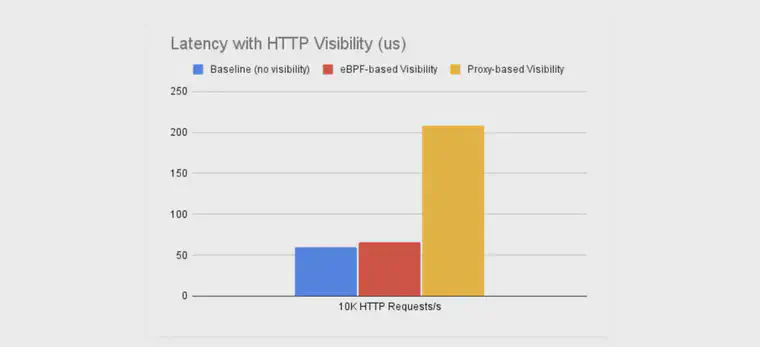 Latency with HTTP Visibility (us)
Baseline (no visibility) eBPF-based Visibility Proxy-based Visibility
250
200
150
100
50
0
10K HTTP Requests/s